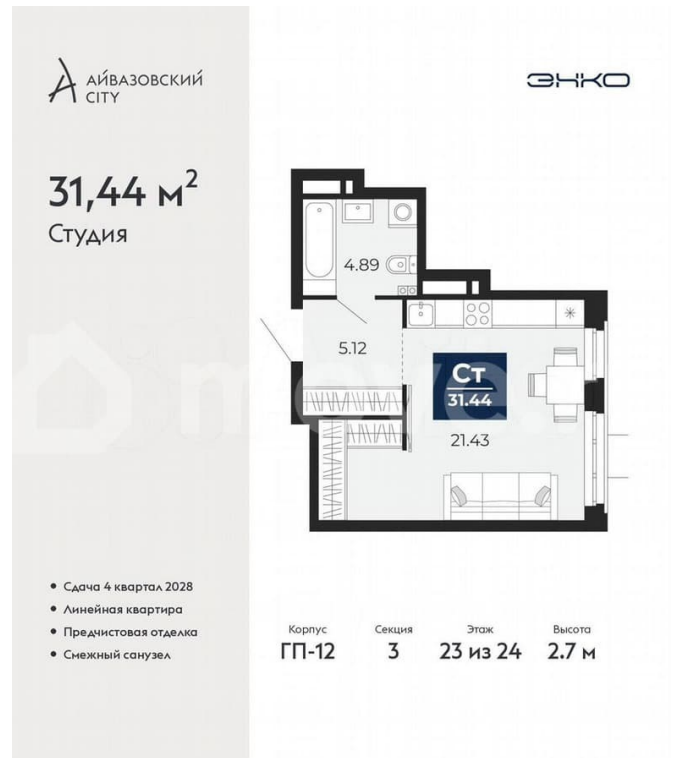 АЙВАЗОВСКИЙ
CITY
ЭНКО
31,44 м²
Студия
4.89
5.12
Ст
31.44
21.43
• Сдача 4 квартал 2028
• Линейная квартира
• Предчистовая отделка
• Смежный санузел
Корпус Секция Этаж Высота
ГП-12 3 23 из 24 2.7 м